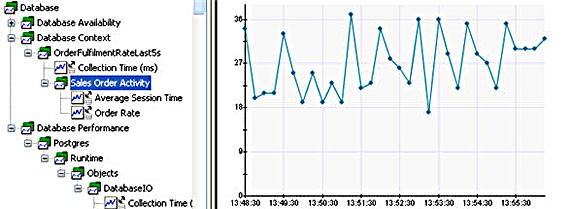 Database
Database Availability
Database Context
OrderFulfilmentRateLast5s
Collection Time (ms)
Sales Order Activity
Average Session Time
Order Rate
Database Performance
Postgres
Runtime
Objects
DatabaseIO
Collection Time (
36
27
18
9
0
13:48:30
13:49:30
13:50:30
13:51:30
13:52:30
13:53:30
13:54:30
13:55:30